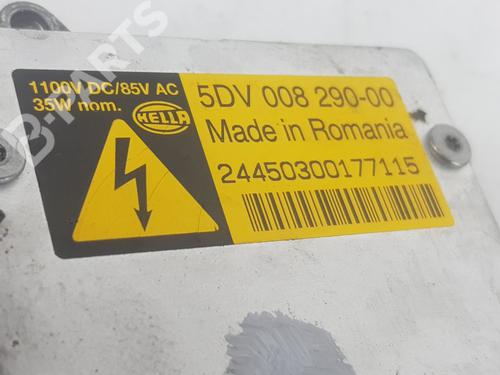 1100V DC/85V AC
35W nom.
HELLA
5DV 008 290-00
Made in Romania
24450300177115
B-PARTS